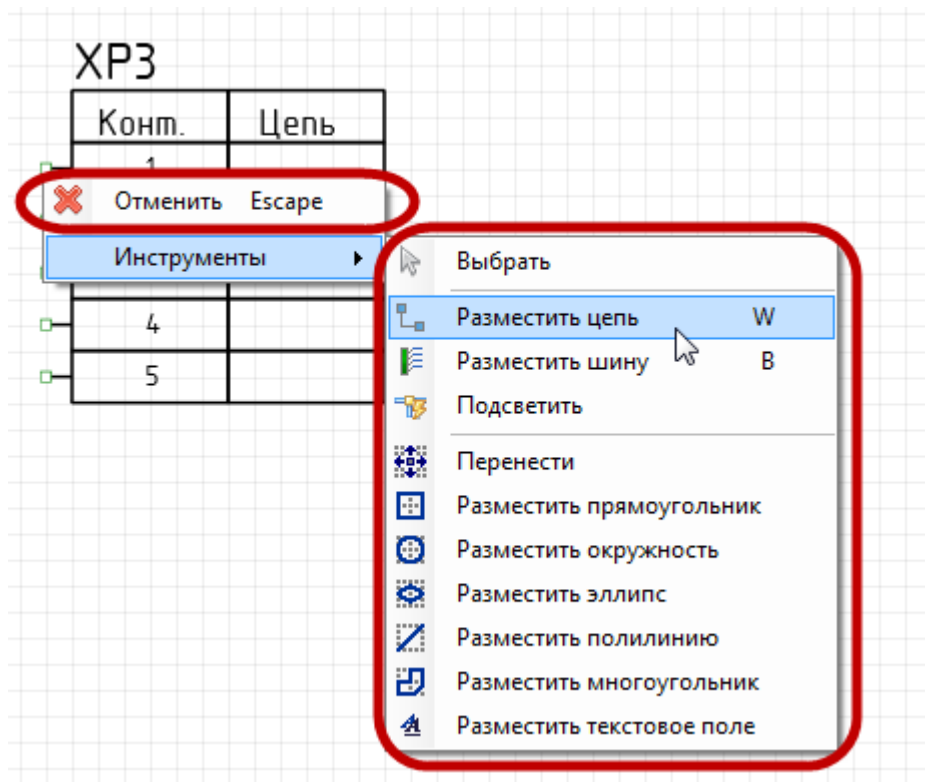 XP3
Конт. Цепь
1
Отменить Escape
Инструменты
Выбрать
Разместить цепь W
4
Разместить шину B
5
Подсветить
Перенести
Разместить прямоугольник
Разместить окружность
Разместить эллипс
Разместить полилинию
Разместить многоугольник
Разместить текстовое поле